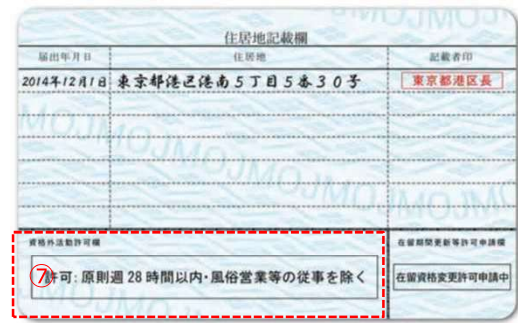 住居地記載欄
届出年月日 住居地 記載者印
2014年12月1日 東京都港区港南5丁目5番30号 東京都港区長
MOJMOJMOJMOJMOJ
資格外活動許可欄 在留期間更新等許可申請欄
⑦許可:原則週28時間以内・風俗営業等の従事を除く 在留資格変更許可申請中